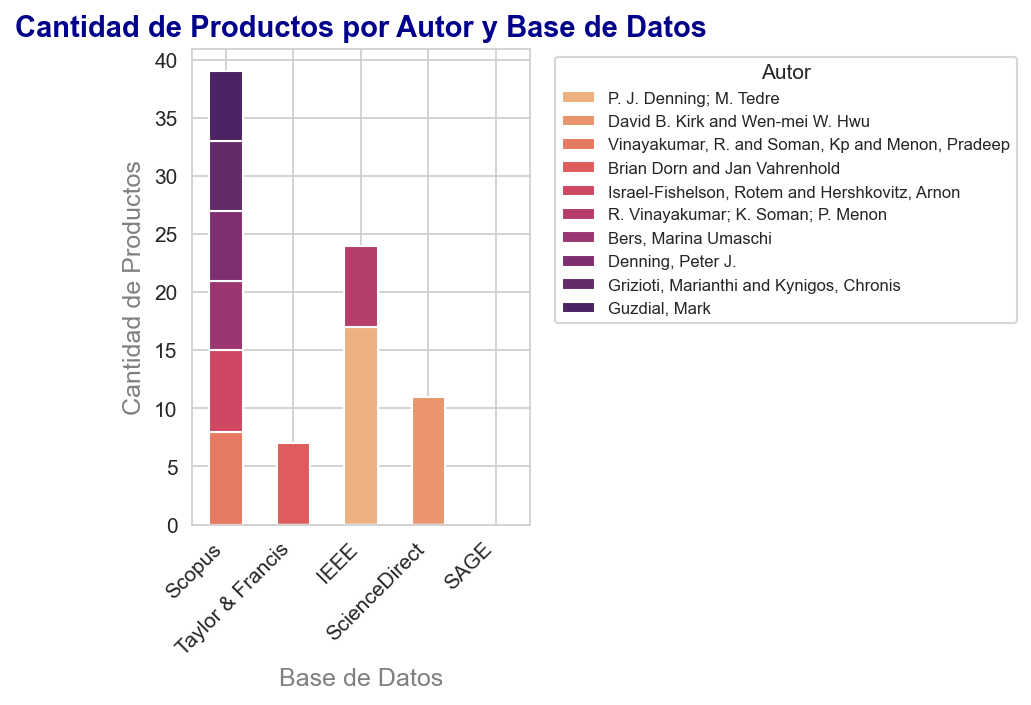 Cantidad de Productos por Autor y Base de Datos
Cantidad de Productos
40
35
30
25
20
15
10
5
0
Scopus
Taylor & Francis
IEEE
ScienceDirect
SAGE
Base de Datos
Autor
P. J. Denning; M. Tedre
David B. Kirk and Wen-mei W. Hwu
Vinayakumar, R. and Soman, Kp and Menon, Pradeep
Brian Dorn and Jan Vahrenhold
Israel-Fishelson, Rotem and Hershkovitz, Arnon
R. Vinayakumar; K. Soman; P. Menon
Bers, Marina Umaschi
Denning, Peter J.
Grizioti, Marianthi and Kynigos, Chronis
Guzdial, Mark